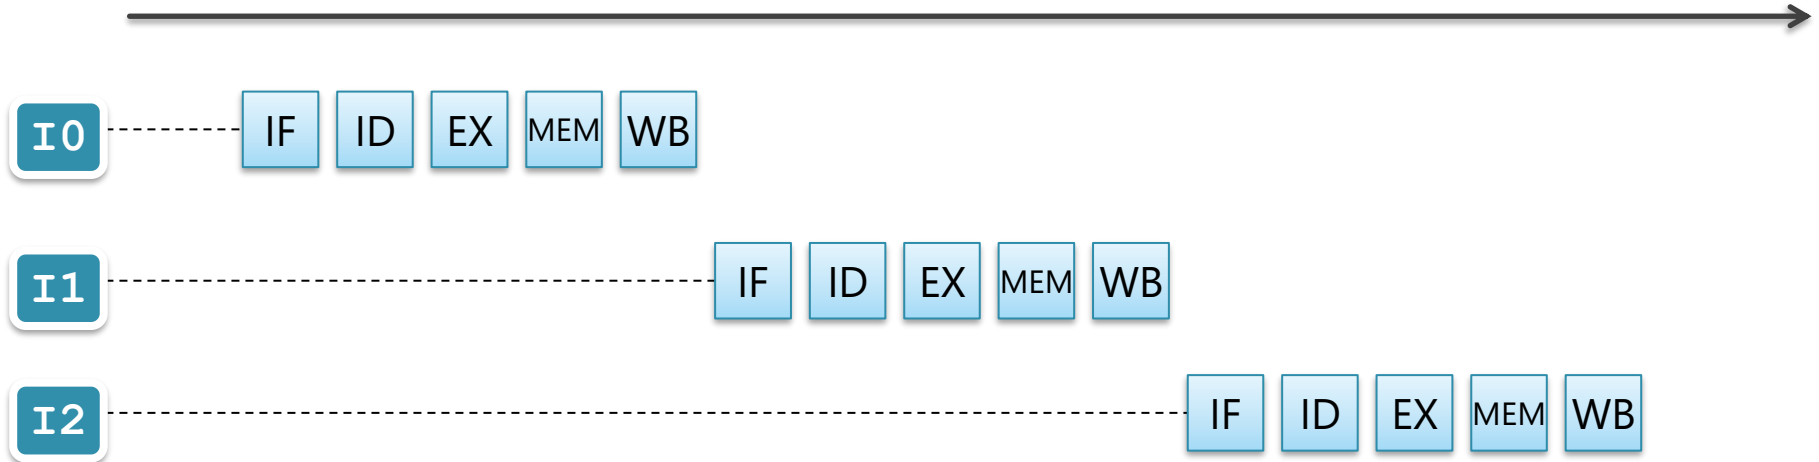 I0 IF ID EX MEM WB
I1 IF ID EX MEM WB
I2 IF ID EX MEM WB